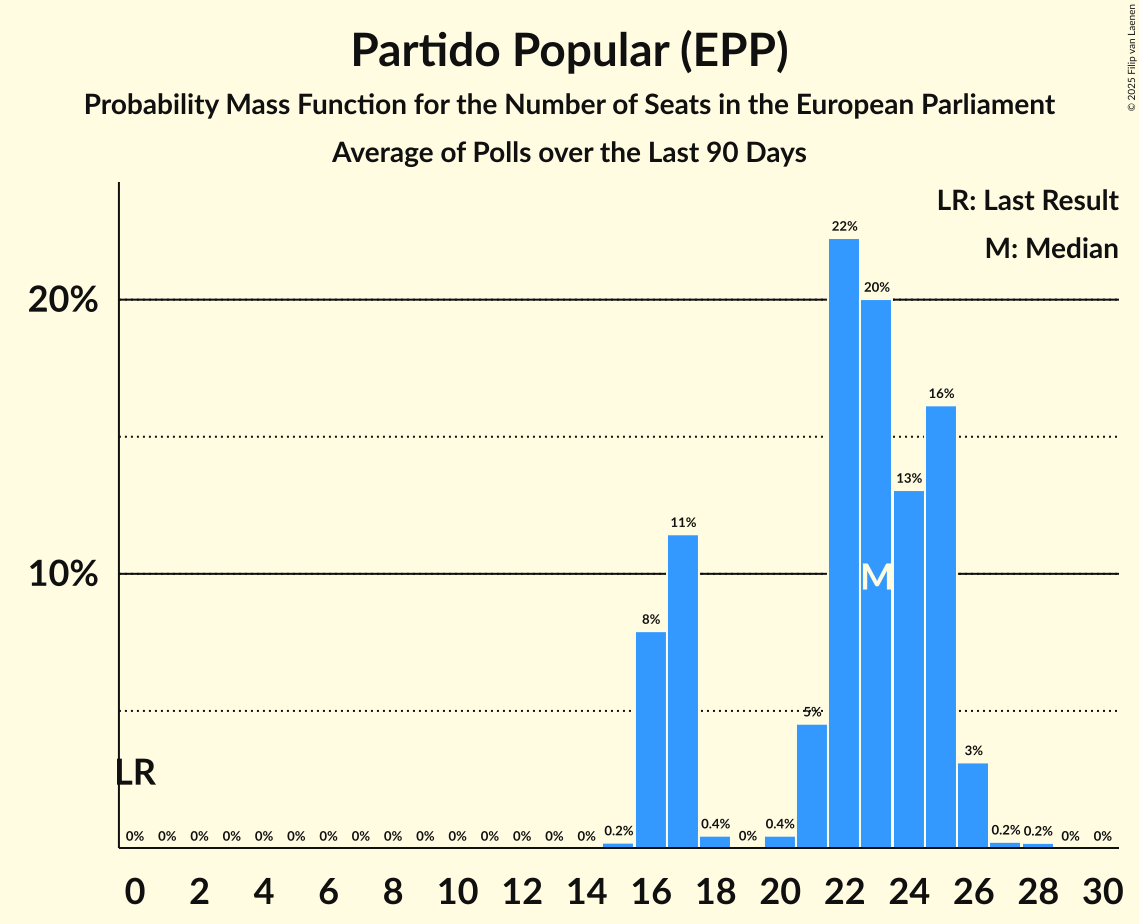 Partido Popular (EPP)
Probability Mass Function for the Number of Seats in the European Parliament
Average of Polls over the Last 90 Days
© 2025 Filip van Laenen
LR: Last Result
M: Median
22%
20%
20%
16%
13%
11%
10%
M
8%
5%
3%
LR
0% 0% 0% 0% 0% 0% 0% 0% 0% 0% 0% 0% 0% 0% 0% 0.2% 0.4% 0% 0.4% 0.2% 0.2% 0% 0%
0 2 4 6 8 10 12 14 16 18 20 22 24 26 28 30